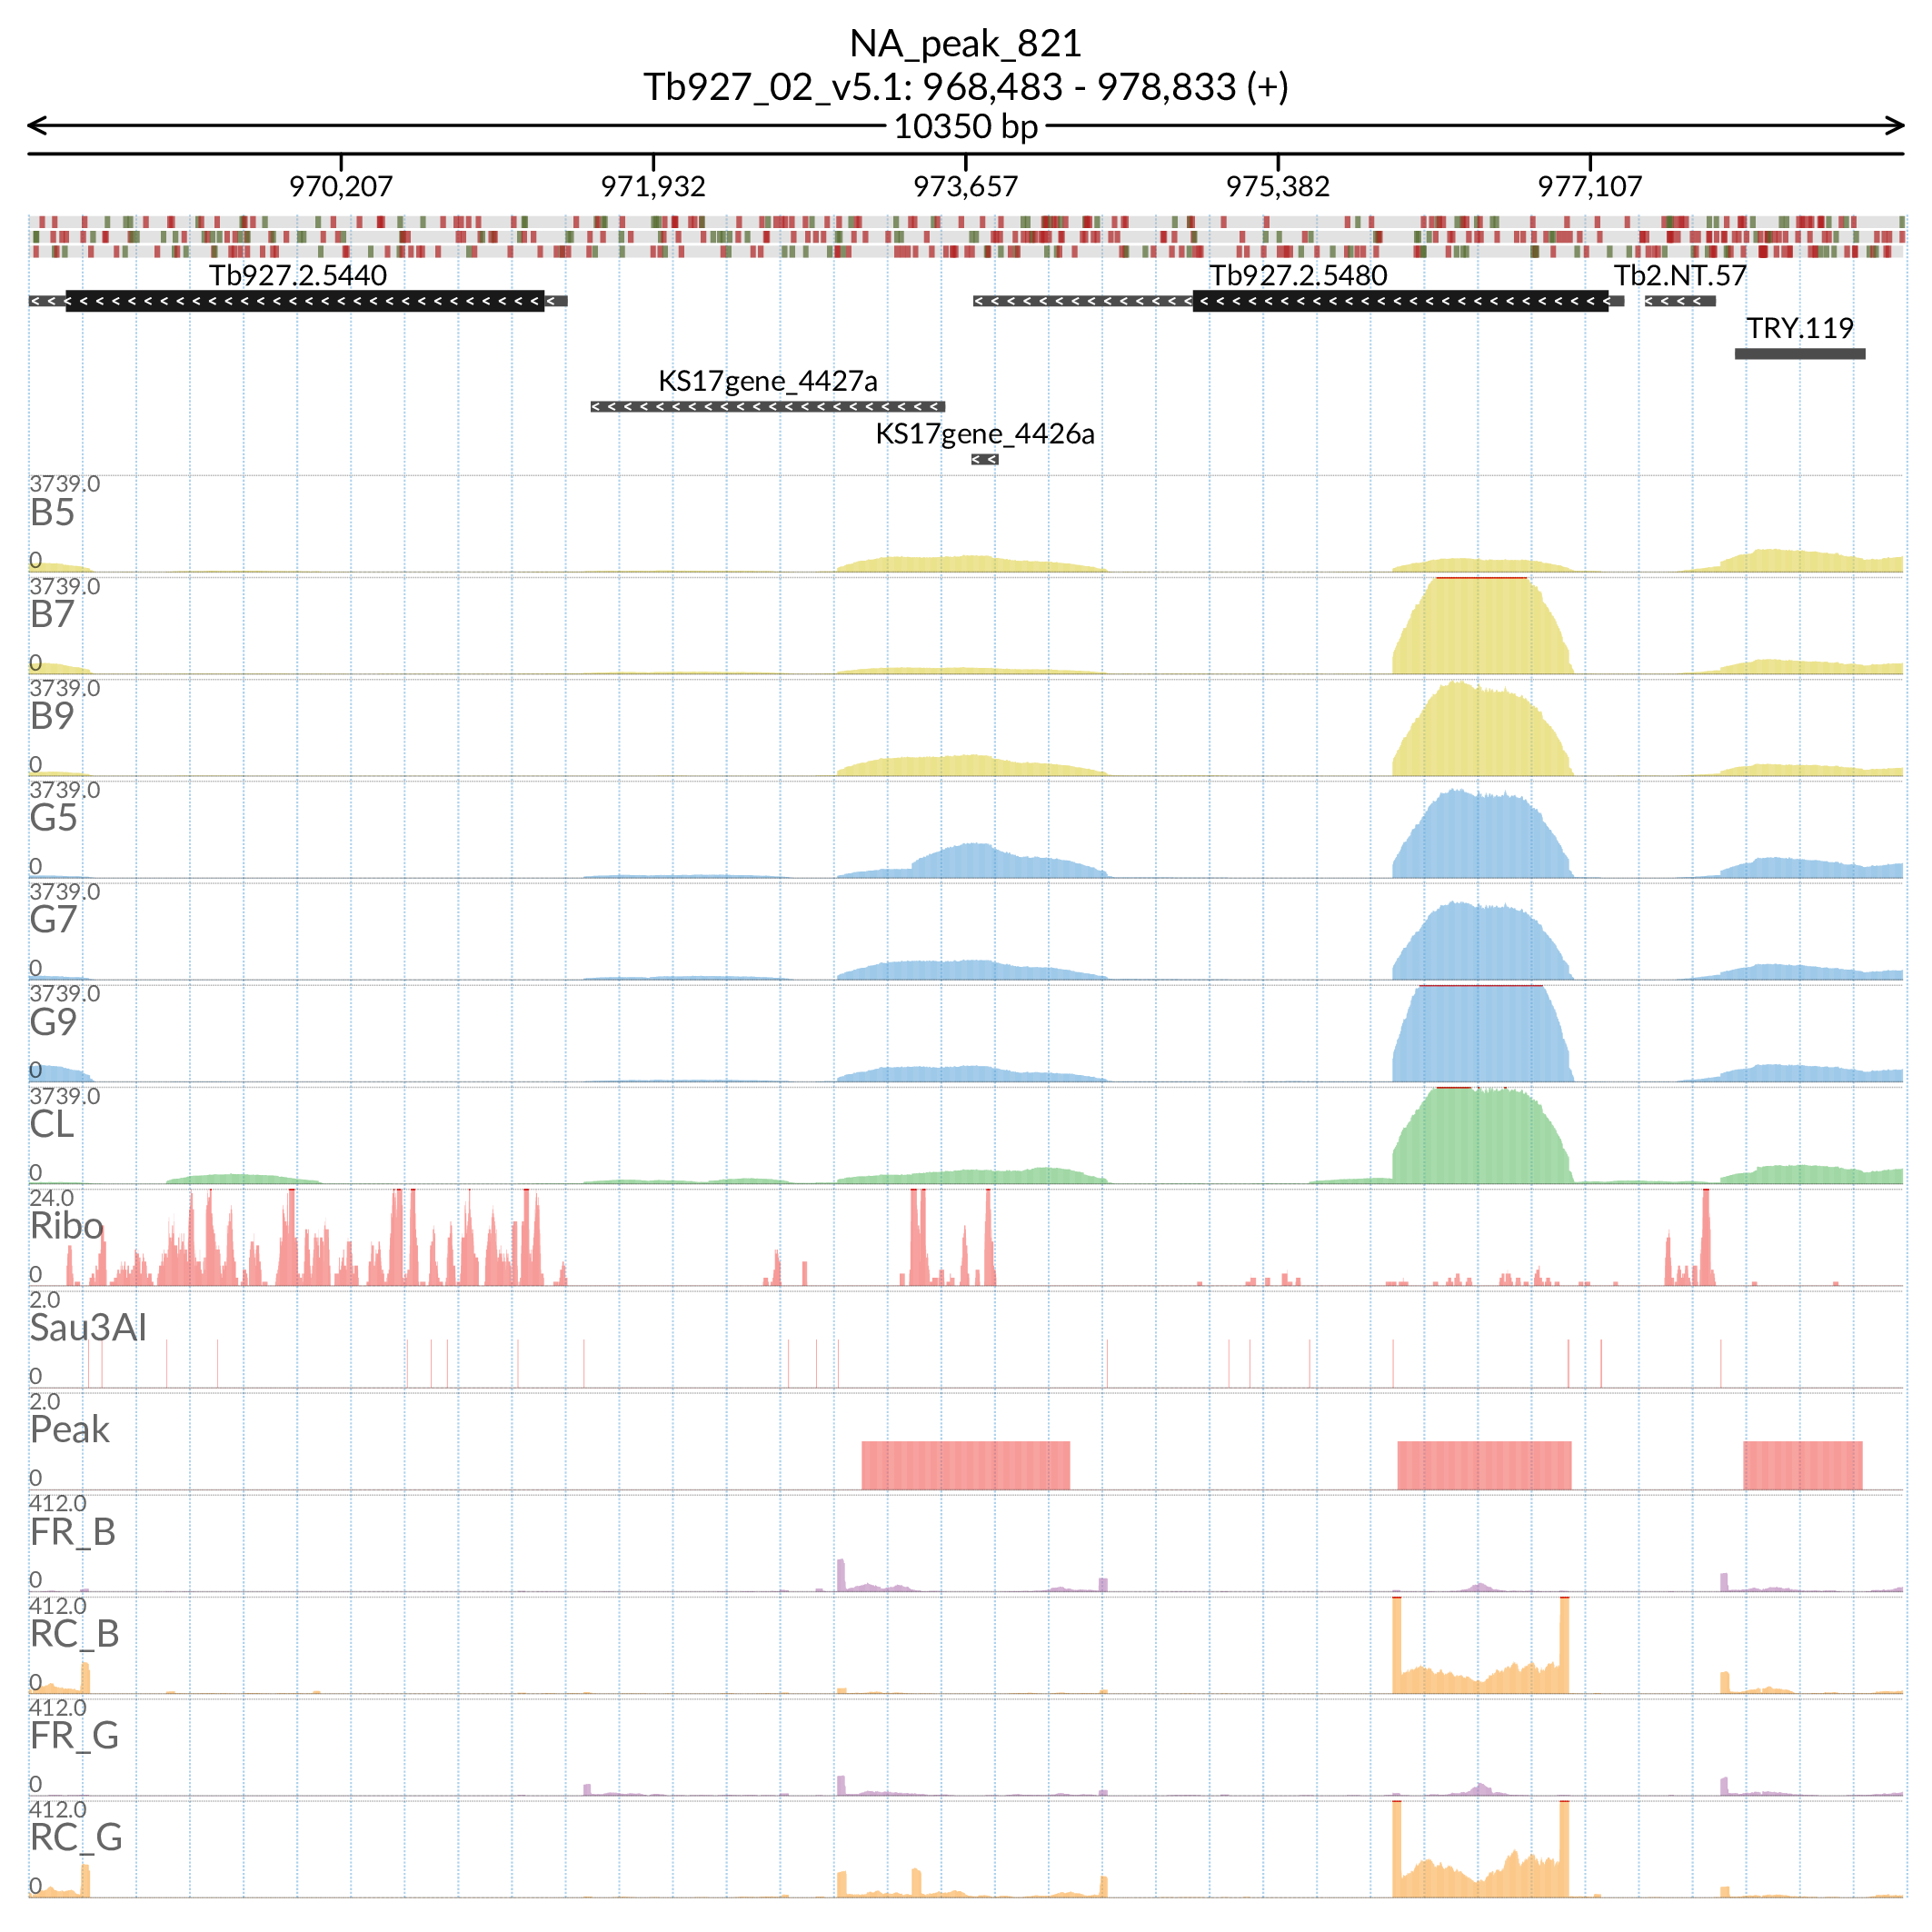 NA_peak_821
Tb927_02_v5.1: 968,483 - 978,833 (+)
10350 bp
970,207 971,932 973,657 975,382 977,107
Tb927.2.5440 Tb927.2.5480 Tb2.NT.57
TRY.119
KS17gene_4427a
KS17gene_4426a
3739.0
B5
0
3739.0
B7
0
3739.0
B9
0
3739.0
G5
0
3739.0
G7
0
3739.0
G9
0
3739.0
CL
0
24.0
Ribo
0
2.0
Sau3AI
0
2.0
Peak
0
412.0
FR_B
0
412.0
RC_B
0
412.0
FR_G
0
412.0
RC_G
0